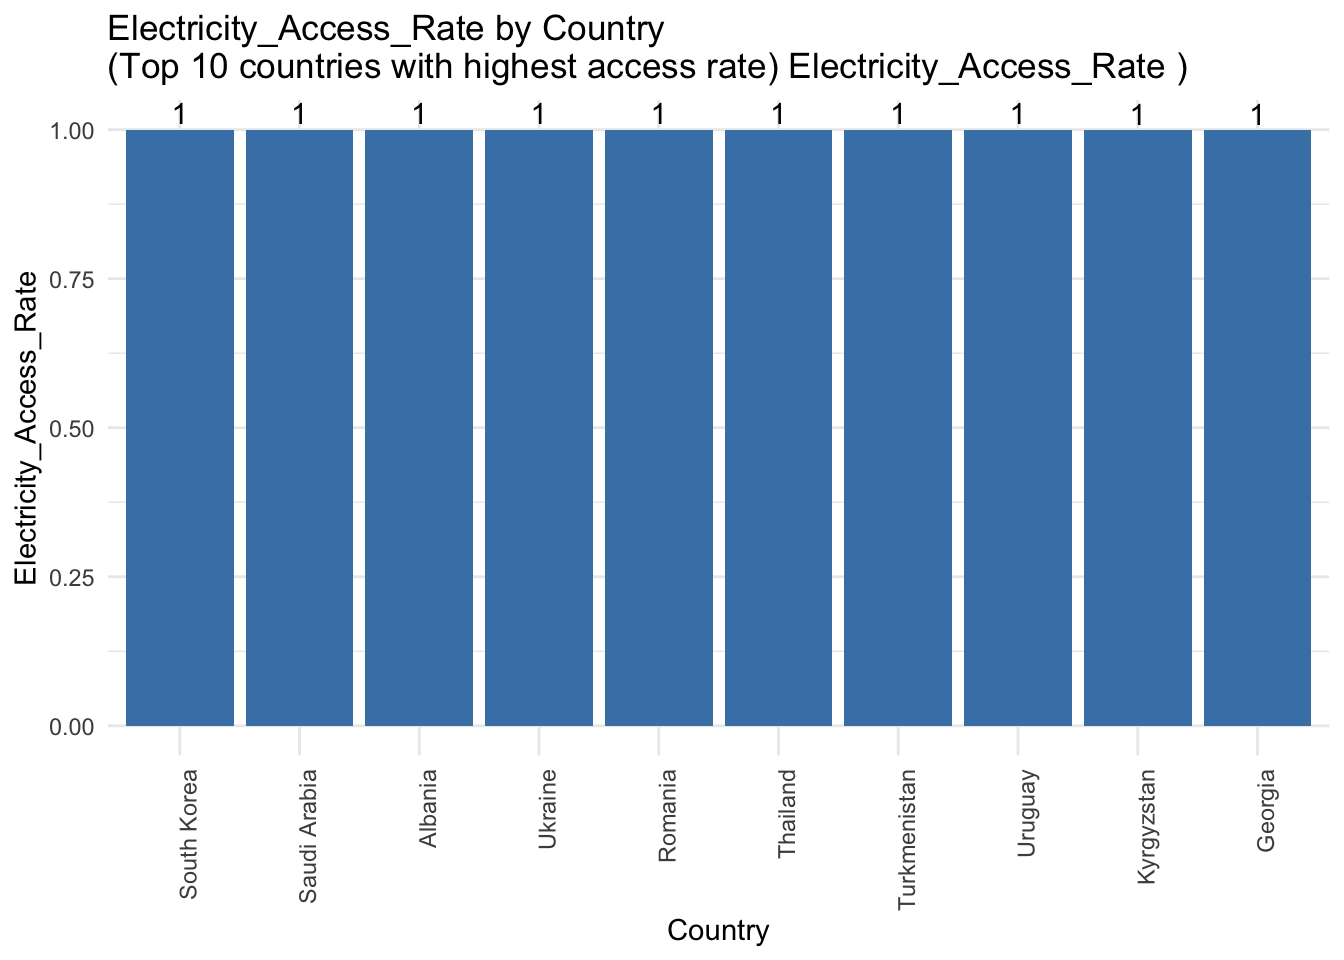 Electricity_Access_Rate by Country
(Top 10 countries with highest access rate) Electricity_Access_Rate )
1 1 1 1 1 1 1 1 1 1
1.00
0.75
0.50
0.25
0.00
Electricity_Access_Rate
South Korea
Saudi Arabia
Albania
Ukraine
Romania
Thailand
Turkmenistan
Uruguay
Kyrgyzstan
Georgia
Country